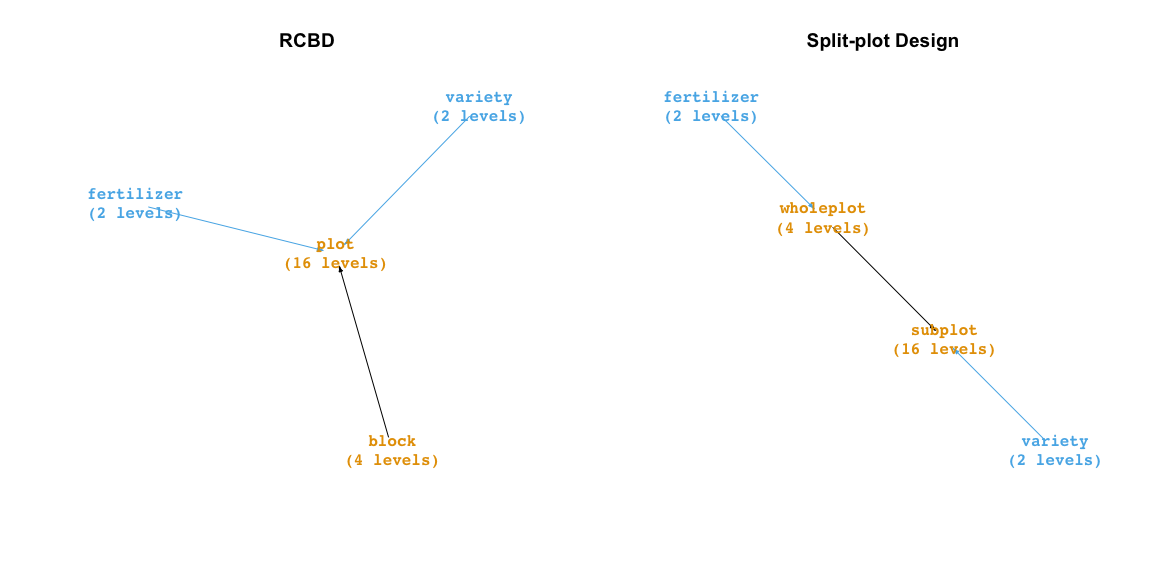 RCBD
variety
(2 levels)
fertilizer
(2 levels)
plot
(16 levels)
block
(4 levels)
Split-plot Design
fertilizer
(2 levels)
wholeplot
(4 levels)
subplot
(16 levels)
variety
(2 levels)